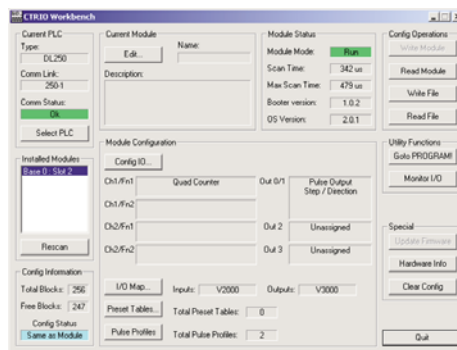 CTRIO Workbench
Current PLC
Type:
DL250
Comm Link:
250-1
Comm Status:
Ok
Select PLC
Installed Modules
Base 0 : Slot 2
Rescan
Config Information
Total Blocks: 256
Free Blocks: 247
Config Status
Same as Module
Current Module
Edit...
Name:
Description:
Module Status
Module Mode: Run
Scan Time: 342 us
Max Scan Time: 479 us
Booter version: 1.0.2
OS Version: 2.0.1
Module Configuration
Config IO...
Ch1/Fn1 Quad Counter
Ch1/Fn2
Ch2/Fn1
Ch2/Fn2
Out 0/1 Pulse Output
Step / Direction
Out 2 Unassigned
Out 3 Unassigned
I/O Map...
Inputs: V2000 Outputs: V3000
Preset Tables...
Total Preset Tables: 0
Pulse Profiles
Total Pulse Profiles: 2
Config Operations
Write Module
Read Module
Write File
Read File
Utility Functions
Goto PROGRAM!
Monitor I/O
Special
Update Firmware
Hardware Info
Clear Config
Quit